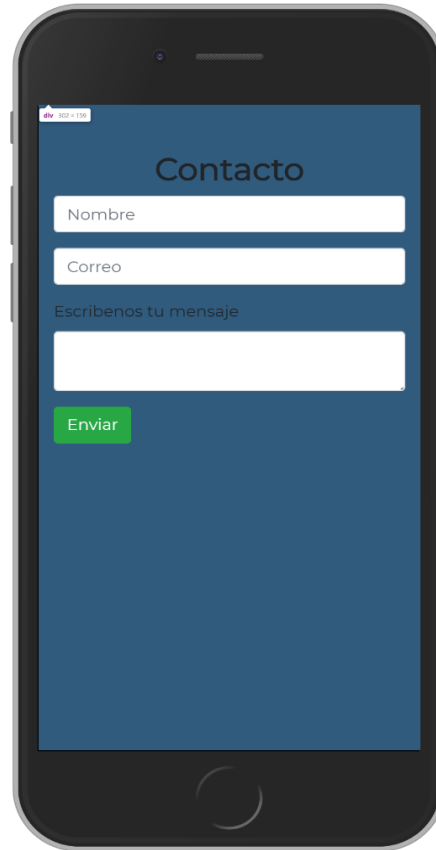 div 302 × 159
Contacto
Nombre
Correo
Escribenos tu mensaje
Enviar